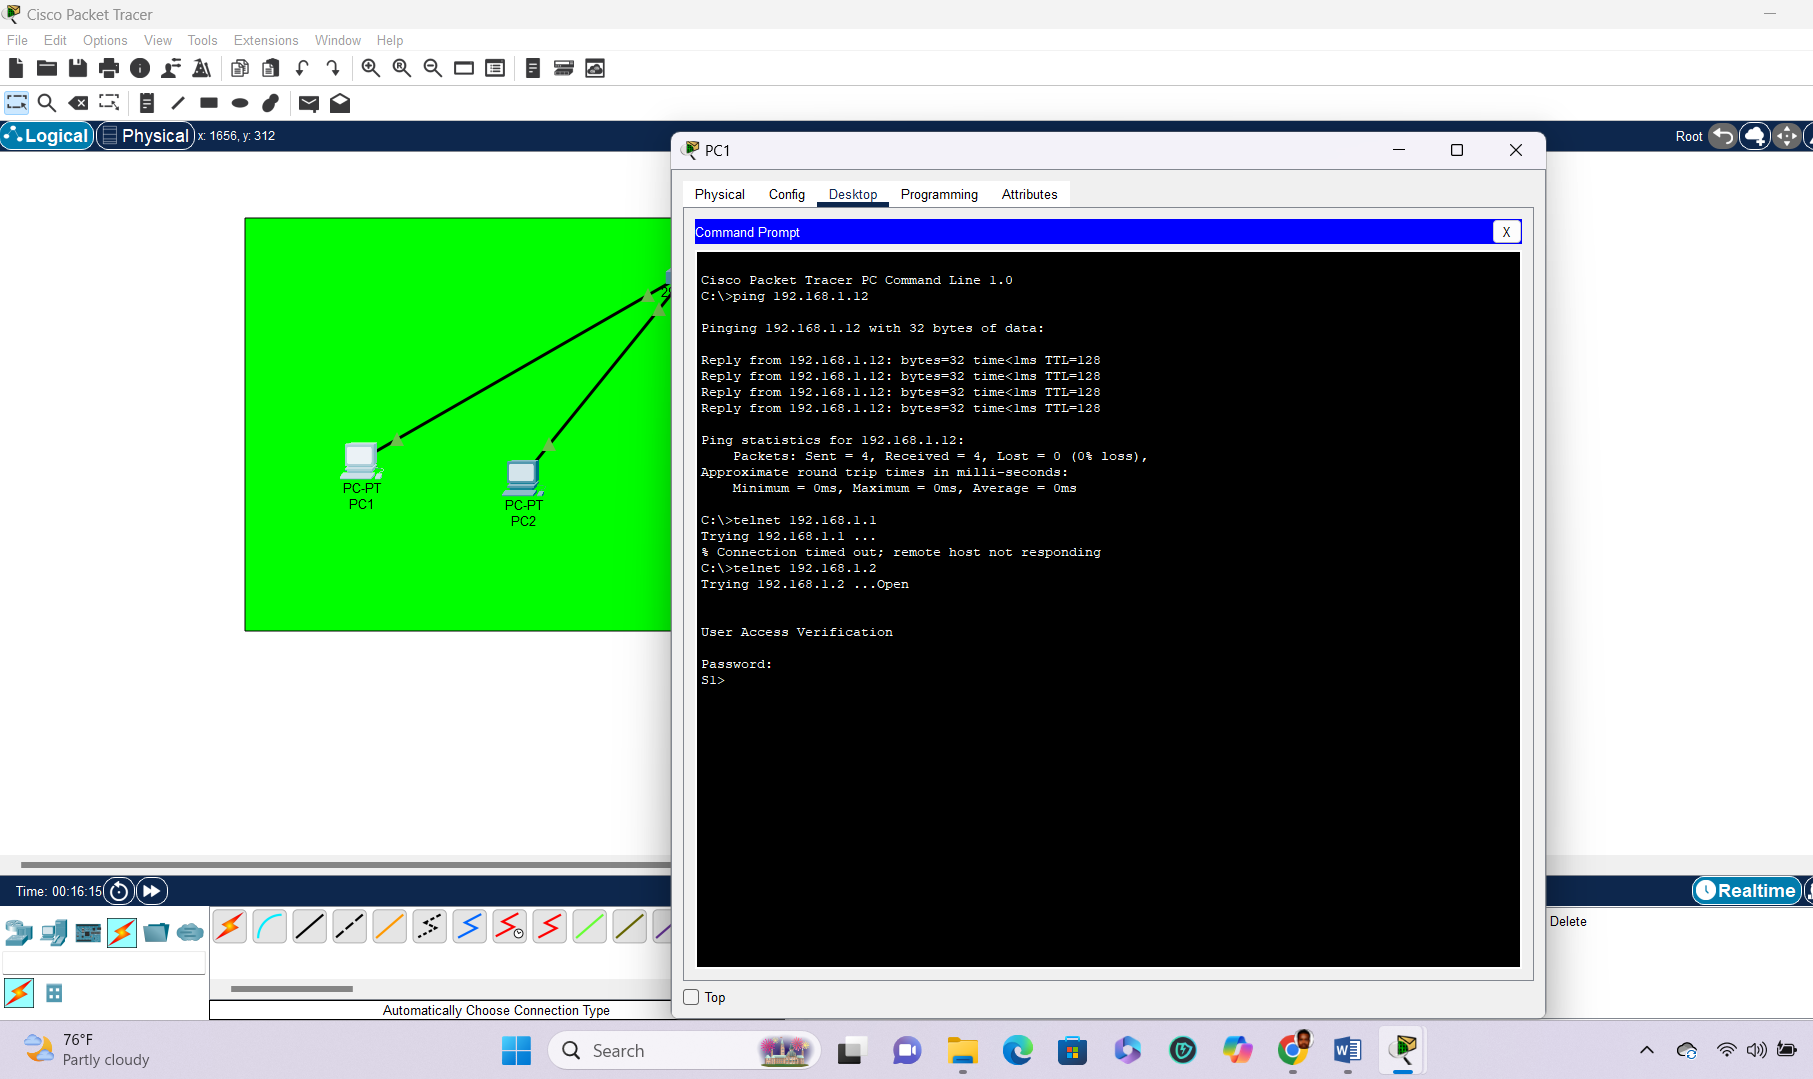 Cisco Packet Tracer
File Edit Options View Tools Extensions Window Help
Logical Physical x: 1656, y: 312
Root
PC1
Physical Config Desktop Programming Attributes
Command Prompt X
Cisco Packet Tracer PC Command Line 1.0
C:\>ping 192.168.1.12
Pinging 192.168.1.12 with 32 bytes of data:
Reply from 192.168.1.12: bytes=32 time<1ms TTL=128
Reply from 192.168.1.12: bytes=32 time<1ms TTL=128
Reply from 192.168.1.12: bytes=32 time<1ms TTL=128
Reply from 192.168.1.12: bytes=32 time<1ms TTL=128
Ping statistics for 192.168.1.12:
Packets: Sent = 4, Received = 4, Lost = 0 (0% loss),
Approximate round trip times in milli-seconds:
Minimum = 0ms, Maximum = 0ms, Average = 0ms
C:\>telnet 192.168.1.1
Trying 192.168.1.1 ...
% Connection timed out; remote host not responding
C:\>telnet 192.168.1.2
Trying 192.168.1.2 ...Open
User Access Verification
Password:
S1>
Top
PC-PT
PC1
PC-PT
PC2
Time: 00:16:15
Realtime
Delete
Automatically Choose Connection Type
76°F
Partly cloudy
Search